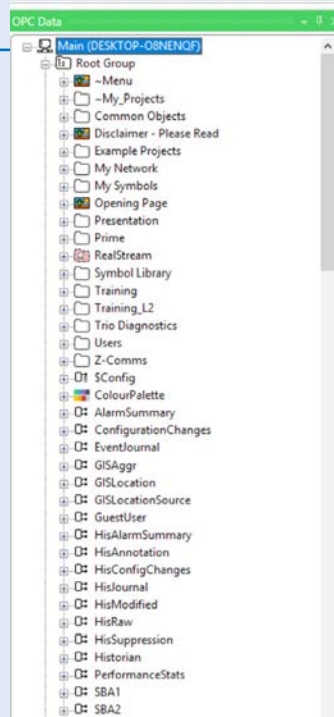 OPC Data
Main (DESKTOP-O8NENQF)
Root Group
~Menu
~My_Projects
Common Objects
Disclaimer - Please Read
Example Projects
My Network
My Symbols
Opening Page
Presentation
Prime
RealStream
Symbol Library
Training
Training_L2
Trio Diagnostics
Users
Z-Comms
$Config
ColourPalette
AlarmSummary
ConfigurationChanges
EventJournal
GISAggr
GISLocation
GISLocationSource
GuestUser
HisAlarmSummary
HisAnnotation
HisConfigChanges
HisJournal
HisModified
HisRaw
HisSuppression
Historian
PerformanceStats
SBA1
SBA2